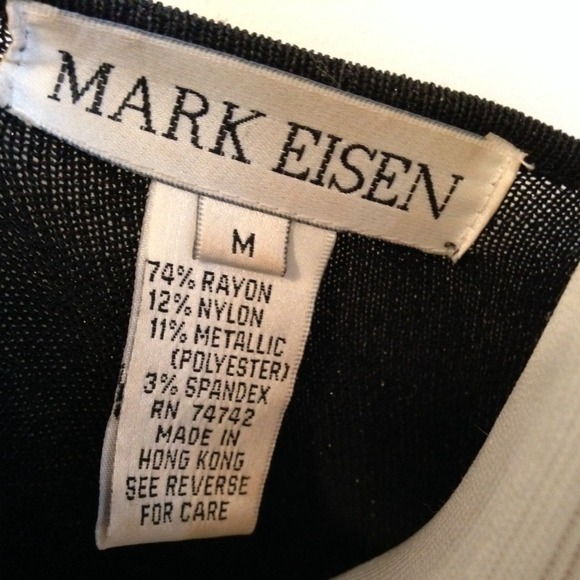 MARK EISEN
M
74% RAYON
12% NYLON
11% METALLIC
(POLYESTER)
3% SPANDEX
RN 74742
MADE IN
HONG KONG
SEE REVERSE
FOR CARE